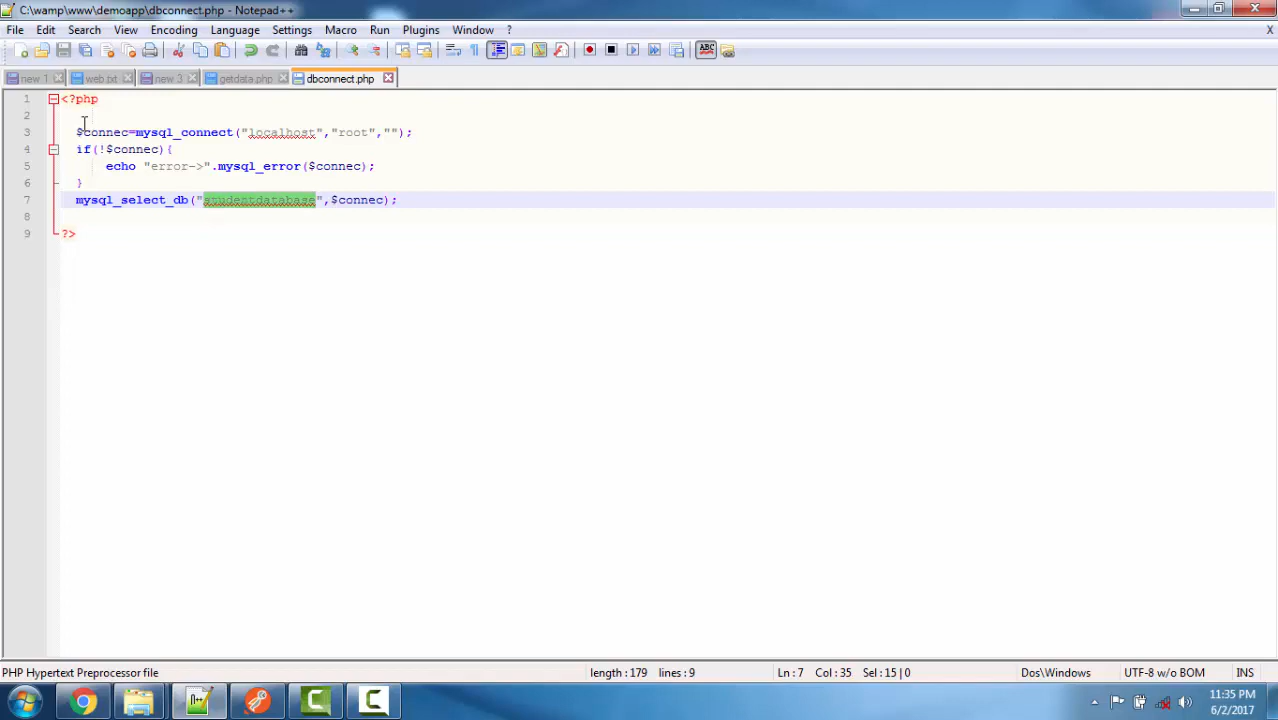 C:\wamp\www\demoapp\dbconnect.php - Notepad++
File Edit Search View Encoding Language Settings Macro Run Plugins Window ? X
new 1 web.txt new 3 getdata.php dbconnect.php
1 <?php
2
3 $connec=mysql_connect("localhost","root","");
4 if(!$connec){
5 echo "error->".mysql_error($connec);
6 }
7 mysql_select_db("studentdatabase",$connec);
8
9 ?>
PHP Hypertext Preprocessor file length : 179 lines : 9 Ln : 7 Col : 35 Sel : 15 | 0 Dos\Windows UTF-8 w/o BOM INS
11:35 PM
6/2/2017